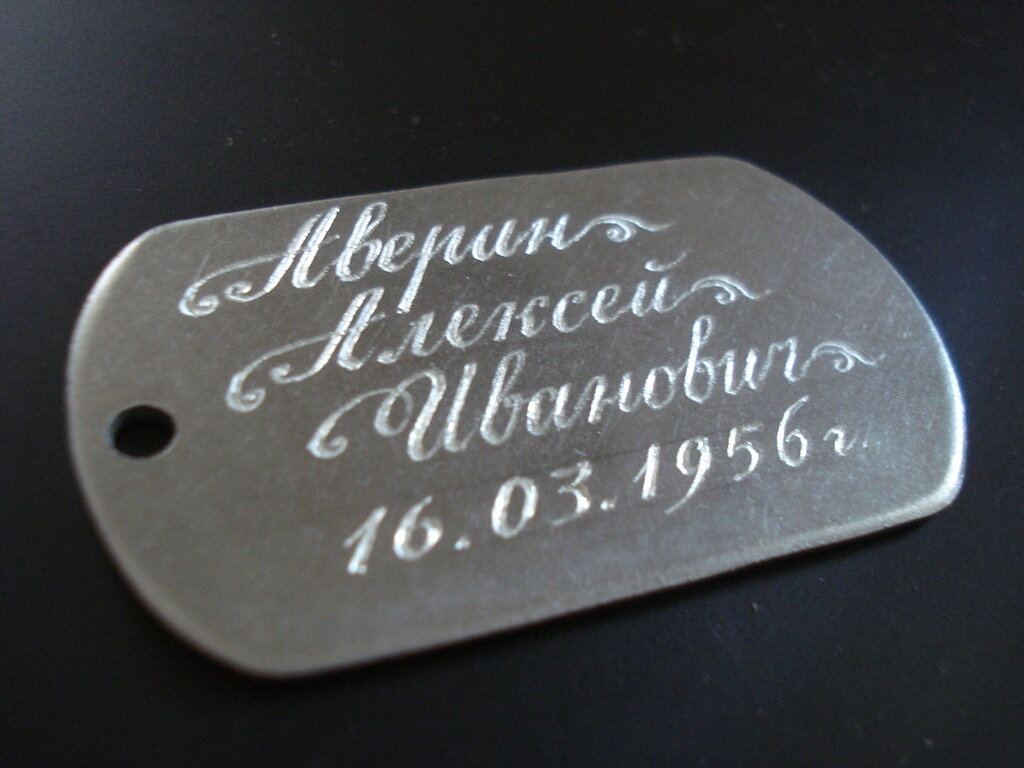 Аверин
Алексей
Иванович
16.03.1956г.